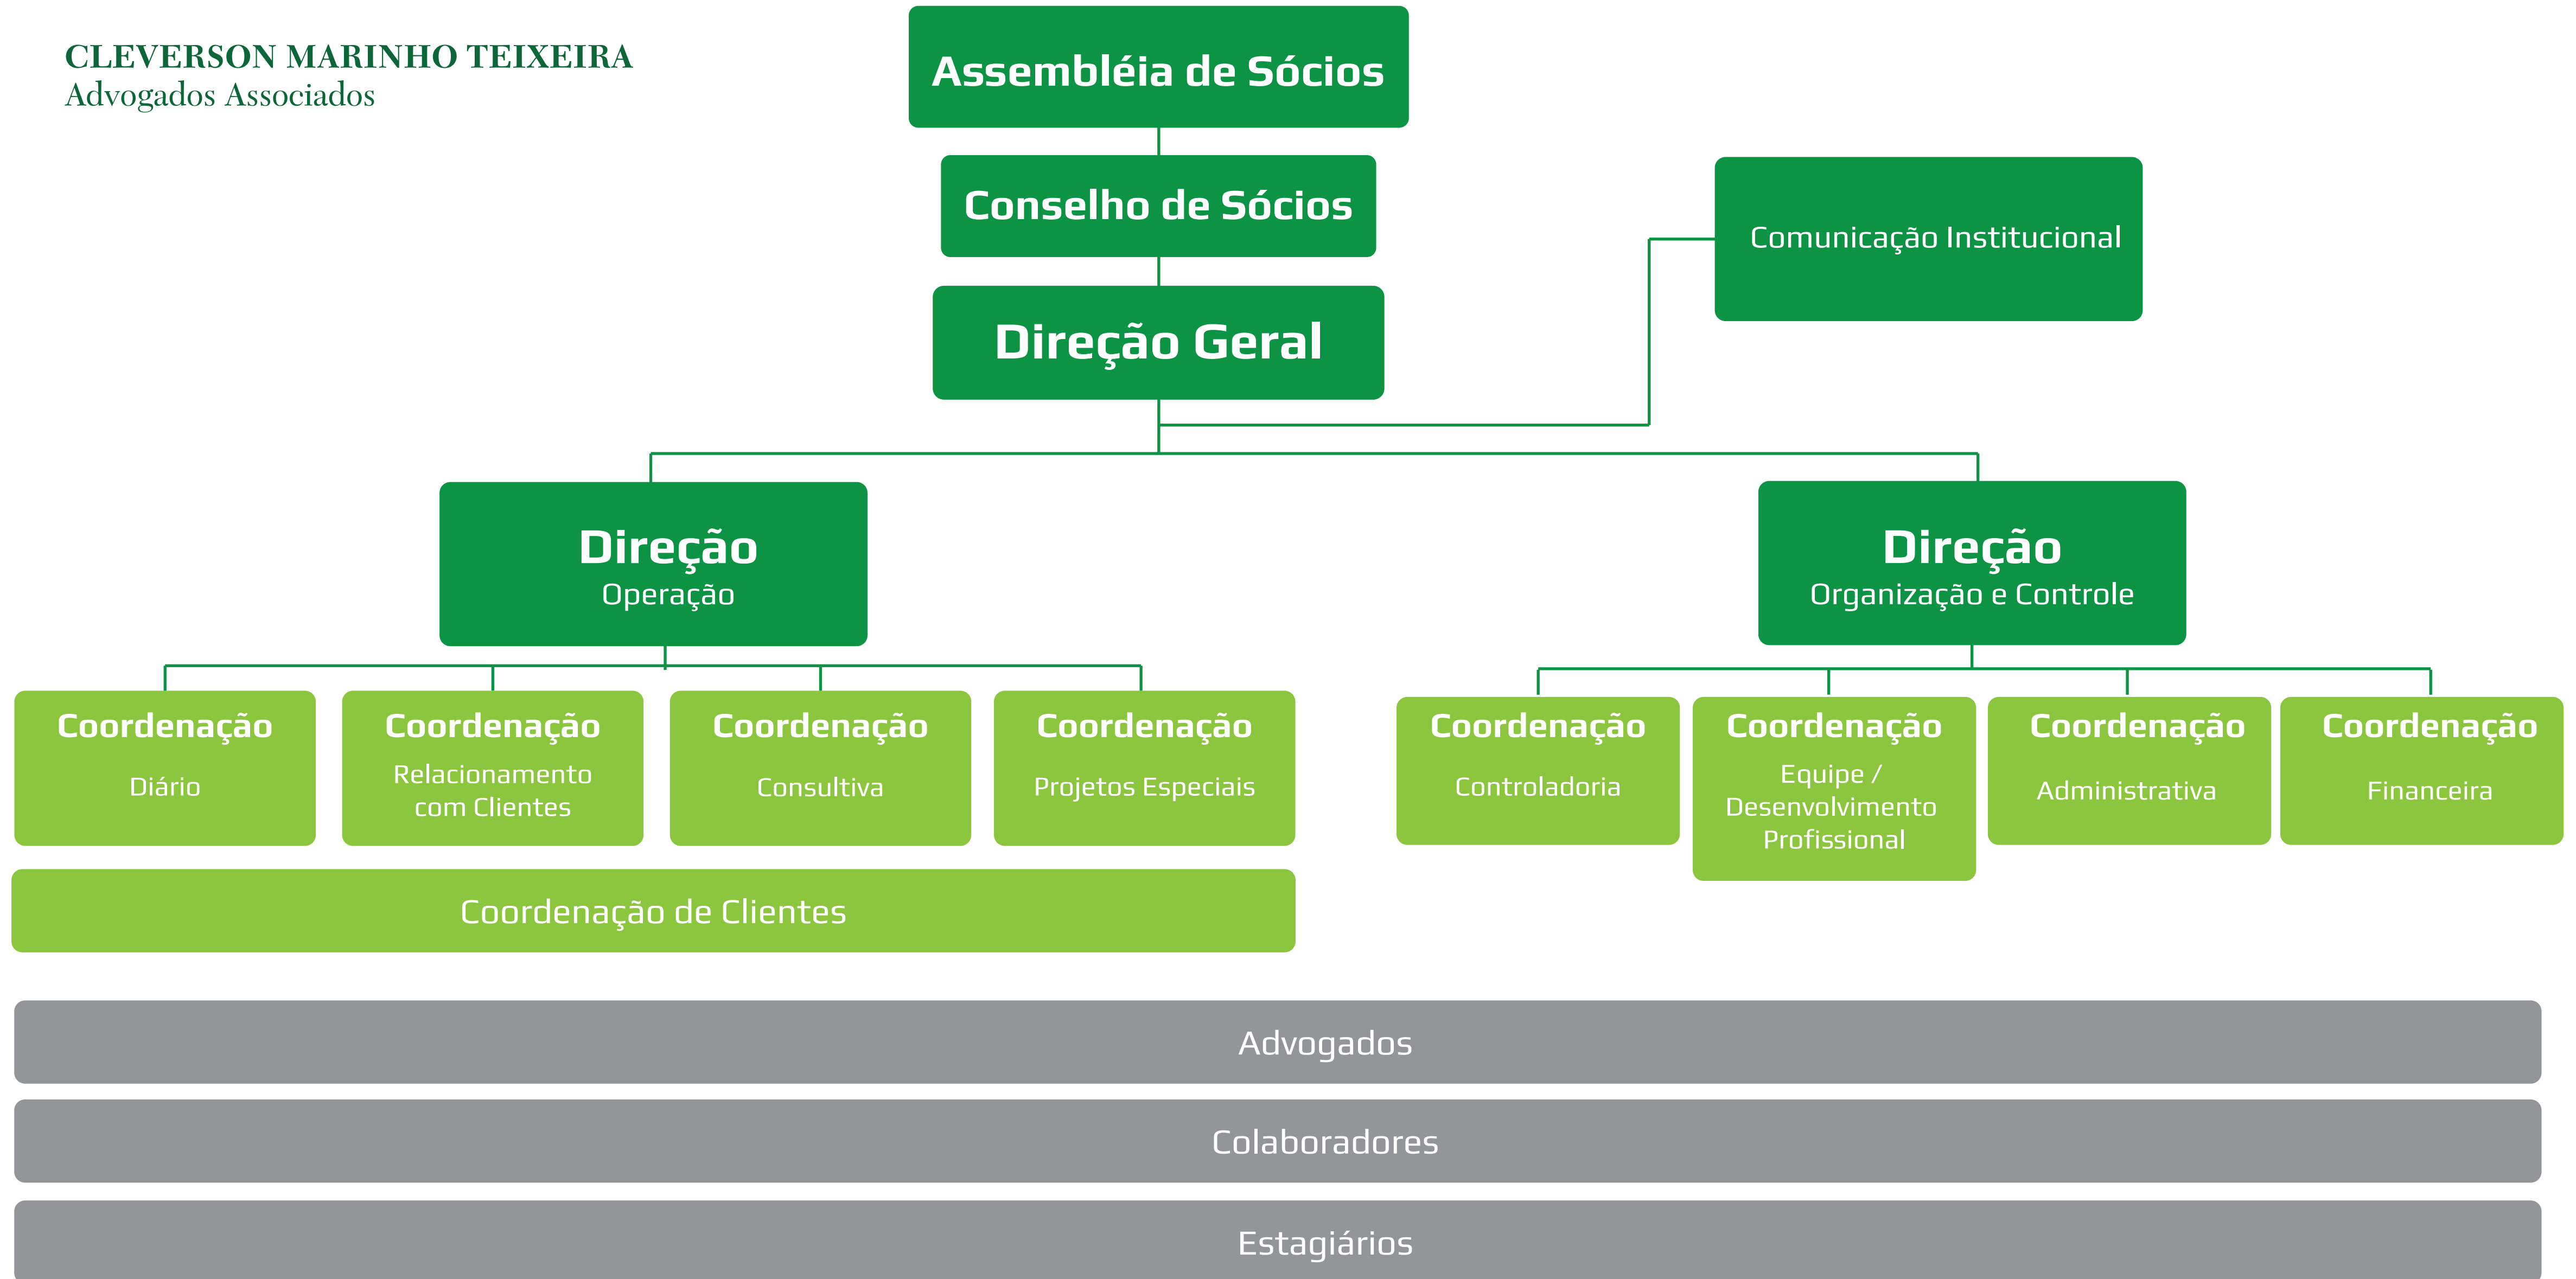 CLEVERSON MARINHO TEIXEIRA
Advogados Associados
Assembléia de Sócios
Conselho de Sócios
Comunicação Institucional
Direção Geral
Direção
Operação
Direção
Organização e Controle
Coordenação
Diário
Coordenação
Relacionamento
com Clientes
Coordenação
Consultiva
Coordenação
Projetos Especiais
Coordenação
Controladoria
Coordenação
Equipe /
Desenvolvimento
Profissional
Coordenação
Administrativa
Coordenação
Financeira
Coordenação de Clientes
Advogados
Colaboradores
Estagiários